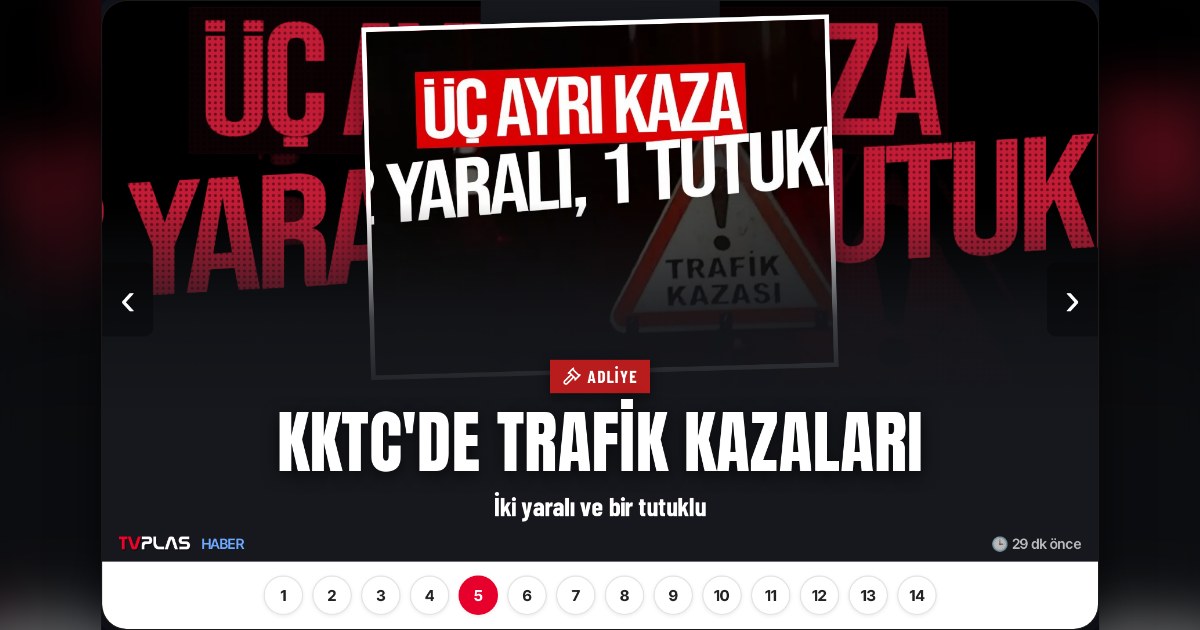 ÜÇ AYRI KAZA
YARALI, 1 TUTUK
TRAFİK
KAZASI
ADLİYE
KKTC'DE TRAFİK KAZALARI
İki yaralı ve bir tutuklu
TVPLAS HABER
29 dk önce
1 2 3 4 5 6 7 8 9 10 11 12 13 14